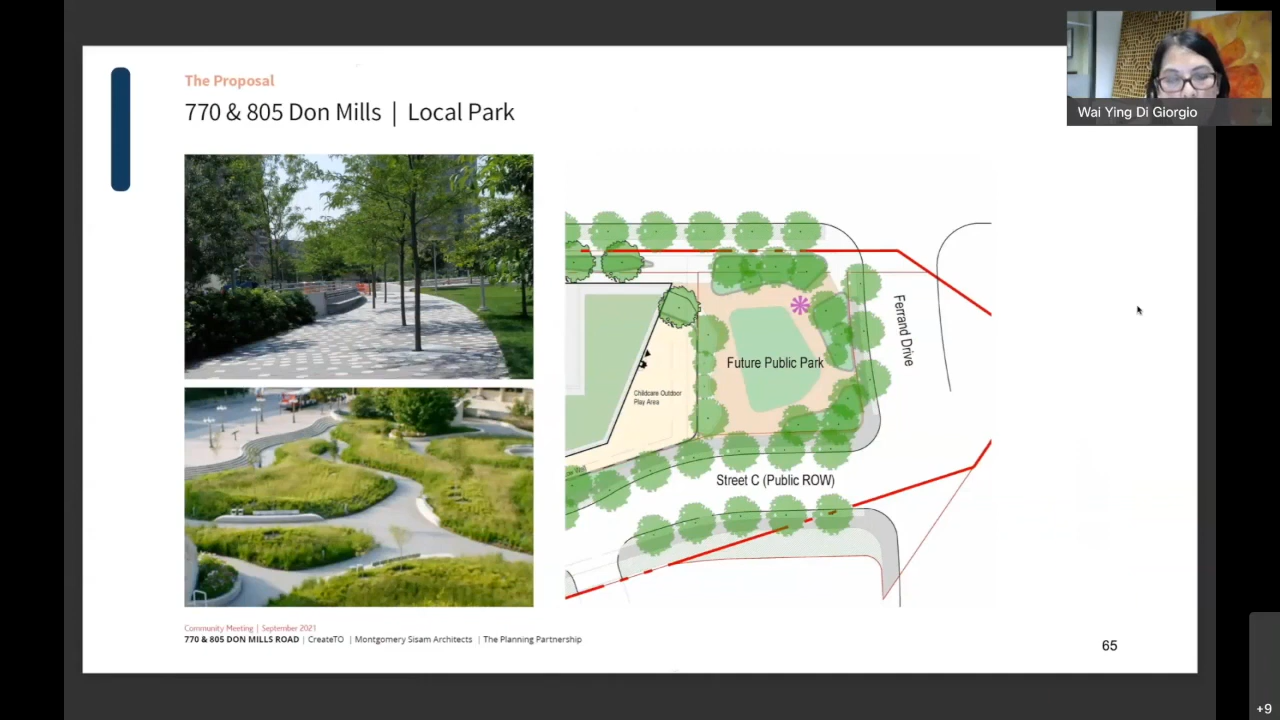 The Proposal
770 & 805 Don Mills | Local Park
Wai Ying Di Giorgio
Ferrand Drive
Future Public Park
Childcare Outdoor
Play Area
Street C (Public ROW)
Community Meeting | September 2021
770 & 805 DON MILLS ROAD | CreateTO | Montgomery Sisam Architects | The Planning Partnership
65
+9